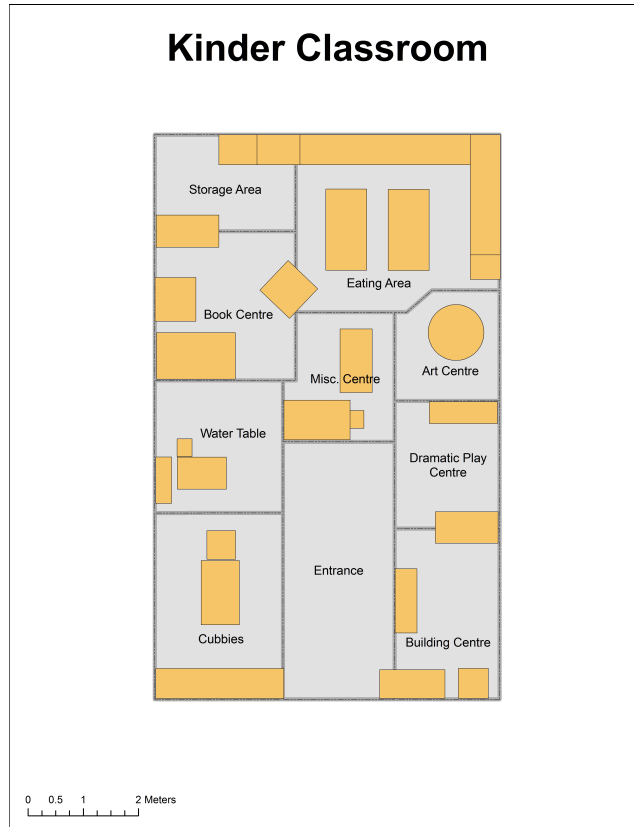 Kinder Classroom
Storage Area
Eating Area
Book Centre
Art Centre
Misc. Centre
Water Table
Dramatic Play
Centre
Entrance
Cubbies
Building Centre
0 0.5 1 2 Meters